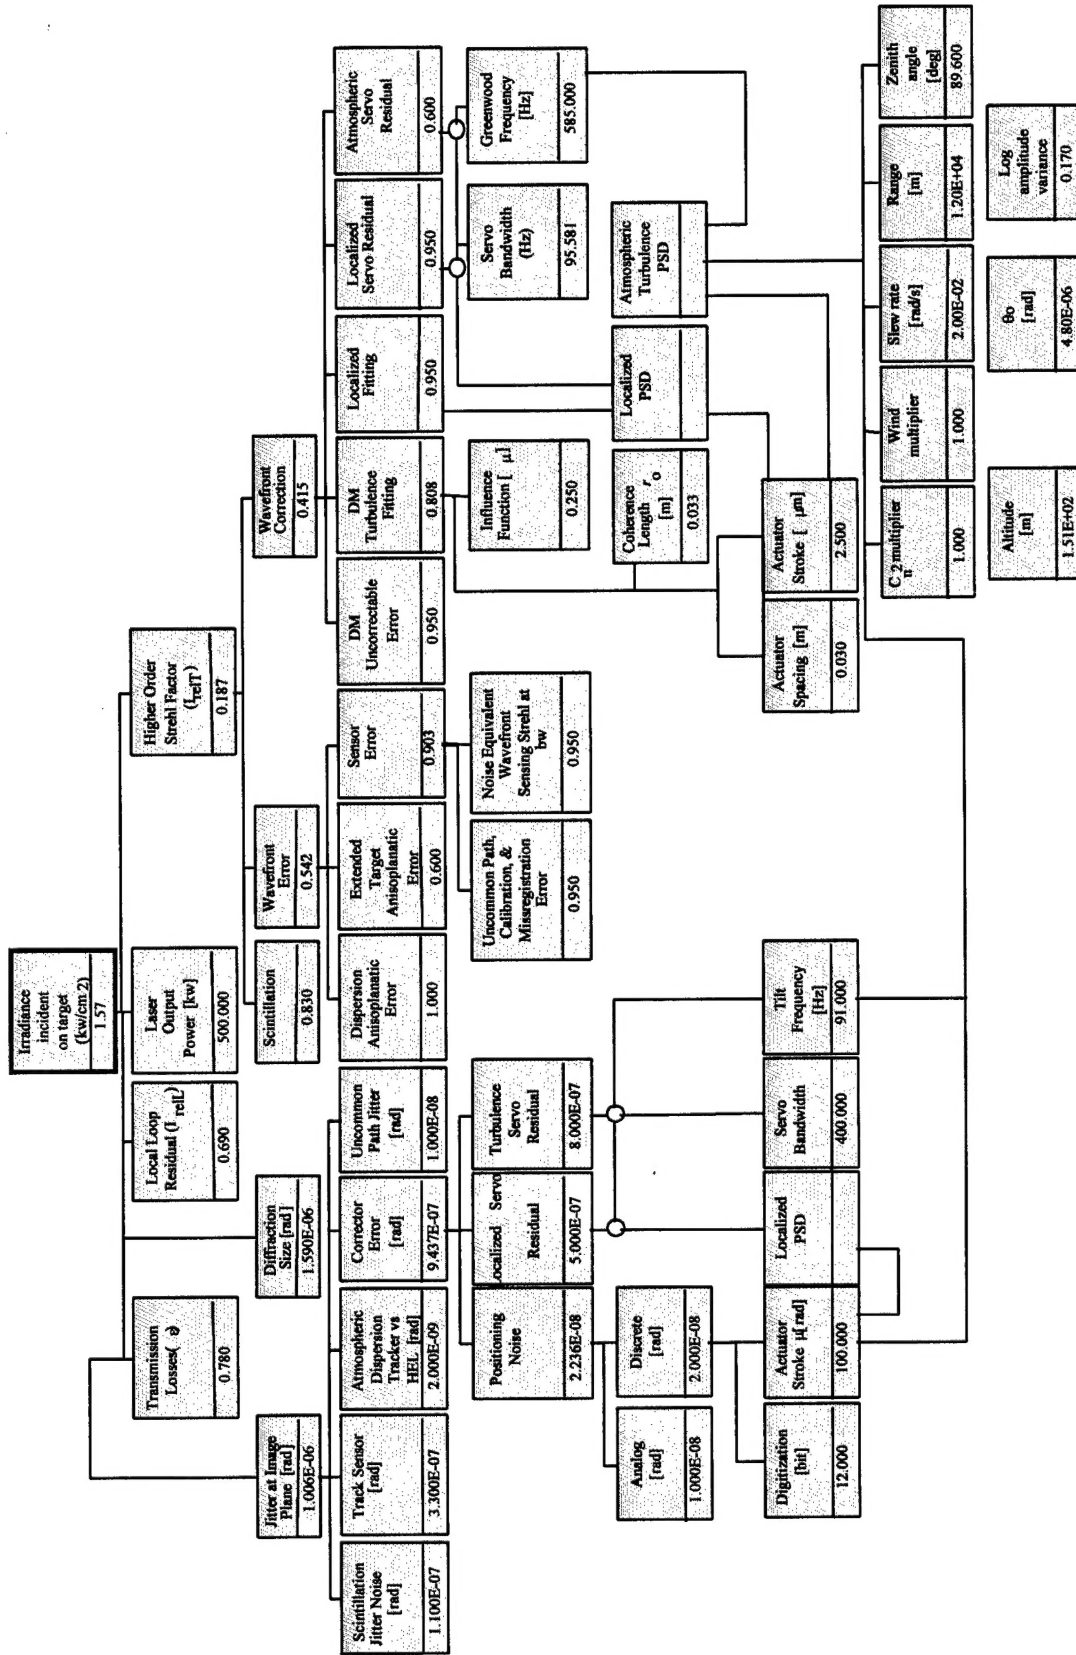 Irradiance
incident
on target
(kw/cm2)
1.57
Transmission
Losses( ε)
0.780
Local Loop
Residual (I relL)
0.690
Laser
Output
Power [kw]
500.000
Higher Order
Strehl Factor
(IrelT)
0.187
Jitter at Image
Plane [rad]
1.006E-06
Diffraction
Size [rad]
1.590E-06
Scintillation
0.830
Wavefront
Error
0.542
Wavefront
Correction
0.415
Scintillation
Jitter Noise
[rad]
1.100E-07
Track Sensor
[rad]
3.300E-07
Atmospheric
Dispersion
Tracker vs
HEL [rad]
2.000E-09
Corrector
Error
[rad]
9.437E-07
Uncommon
Path Jitter
[rad]
1.000E-08
Dispersion
Anisoplanatic
Error
1.000
Extended
Target
Anisoplanatic
Error
0.600
Sensor
Error
0.903
DM
Uncorrectable
Error
0.950
DM
Turbulence
Fitting
0.808
Localized
Fitting
0.950
Localized
Servo Residual
0.950
Atmospheric
Servo
Residual
0.600
Positioning
Noise
2.236E-08
Localized Servo
Residual
5.000E-07
Turbulence
Servo
Residual
8.000E-07
Uncommon Path,
Calibration, &
Missregistration
Error
0.950
Noise Equivalent
Wavefront
Sensing Strehl at
bw
0.950
Influence
Function [ μ]
0.250
Servo
Bandwidth
(Hz)
95.581
Greenwood
Frequency
[Hz]
585.000
Analog
[rad]
1.000E-08
Discrete
[rad]
2.000E-08
Coherence
Length r o
[m]
0.033
Localized
PSD
Atmospheric
Turbulence
PSD
Digitization
[bit]
12.000
Actuator
Stroke μ[rad]
100.000
Localized
PSD
Servo
Bandwidth
400.000
Tilt
Frequency
[Hz]
91.000
Actuator
Spacing [m]
0.030
Actuator
Stroke [ μm]
2.500
C 2 multiplier
n
1.000
Wind
multiplier
1.000
Slew rate
[rad/s]
2.00E-02
Range
[m]
1.20E+04
Zenith
angle
[deg]
89.600
Altitude
[m]
1.51E+02
θo
[rad]
4.80E-06
Log
amplitude
variance
0.170